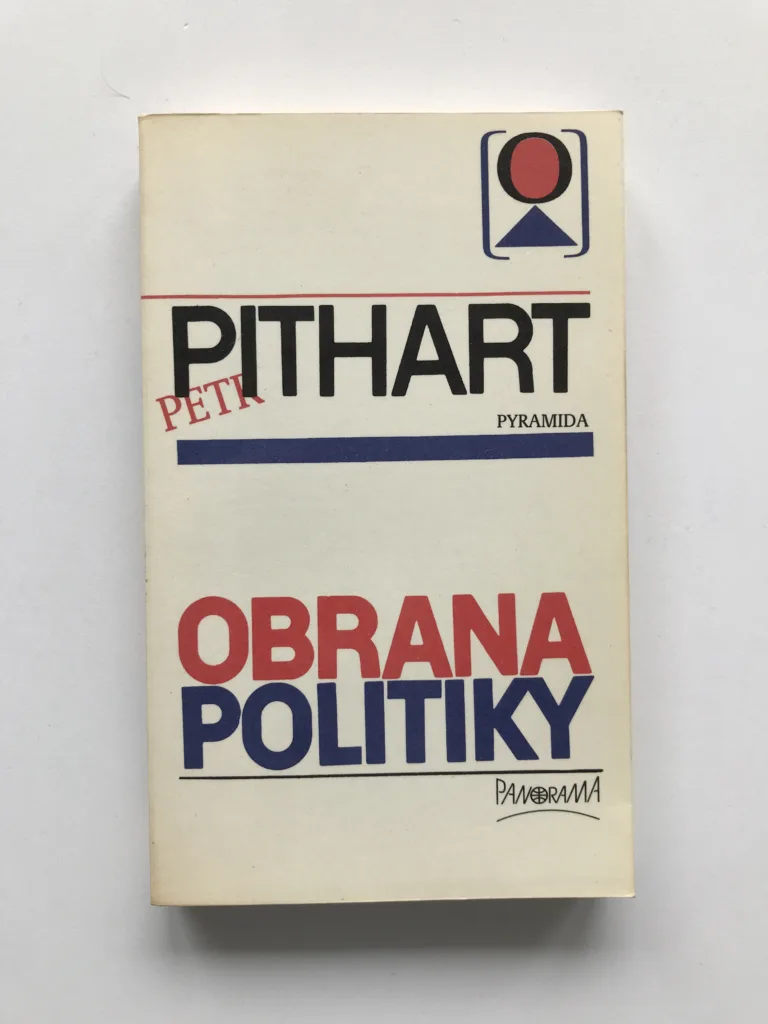 PITHART
PETR
PYRAMIDA
OBRANA
POLITIKY
PANORAMA